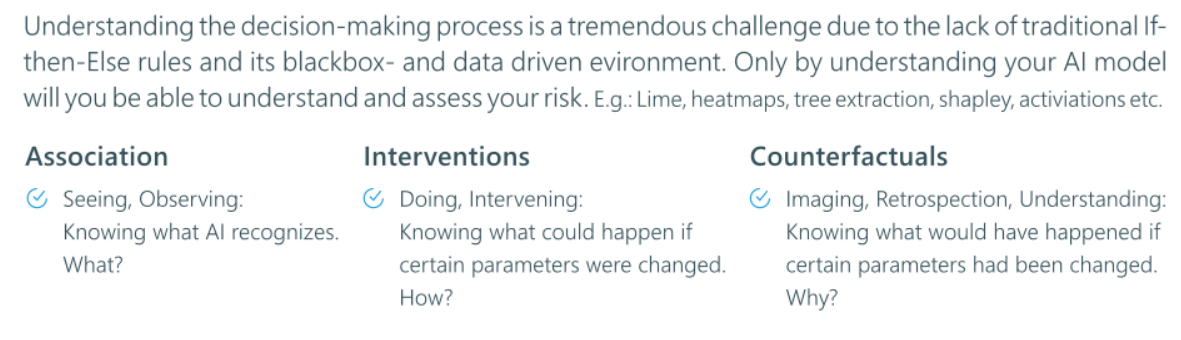 Understanding the decision-making process is a tremendous challenge due to the lack of traditional If-
then-Else rules and its blackbox- and data driven evironment. Only by understanding your AI model
will you be able to understand and assess your risk. E.g.: Lime, heatmaps, tree extraction, shapley, activiations etc.
Association
Seeing, Observing:
Knowing what AI recognizes.
What?
Interventions
Doing, Intervening:
Knowing what could happen if
certain parameters were changed.
How?
Counterfactuals
Imaging, Retrospection, Understanding:
Knowing what would have happened if
certain parameters had been changed.
Why?